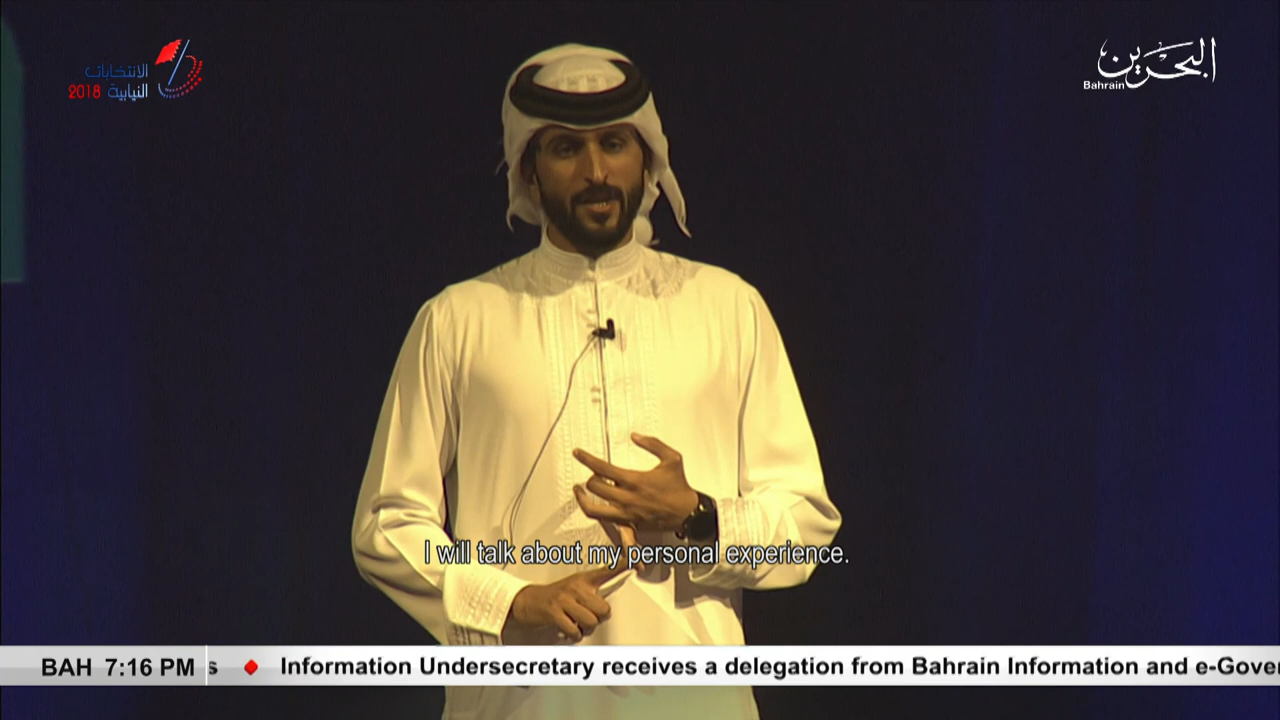 الانتخابات
النيابية 2018
البحرين
Bahrain
I will talk about my personal experience.
BAH 7:16 PM
s
Information Undersecretary receives a delegation from Bahrain Information and e-Gover